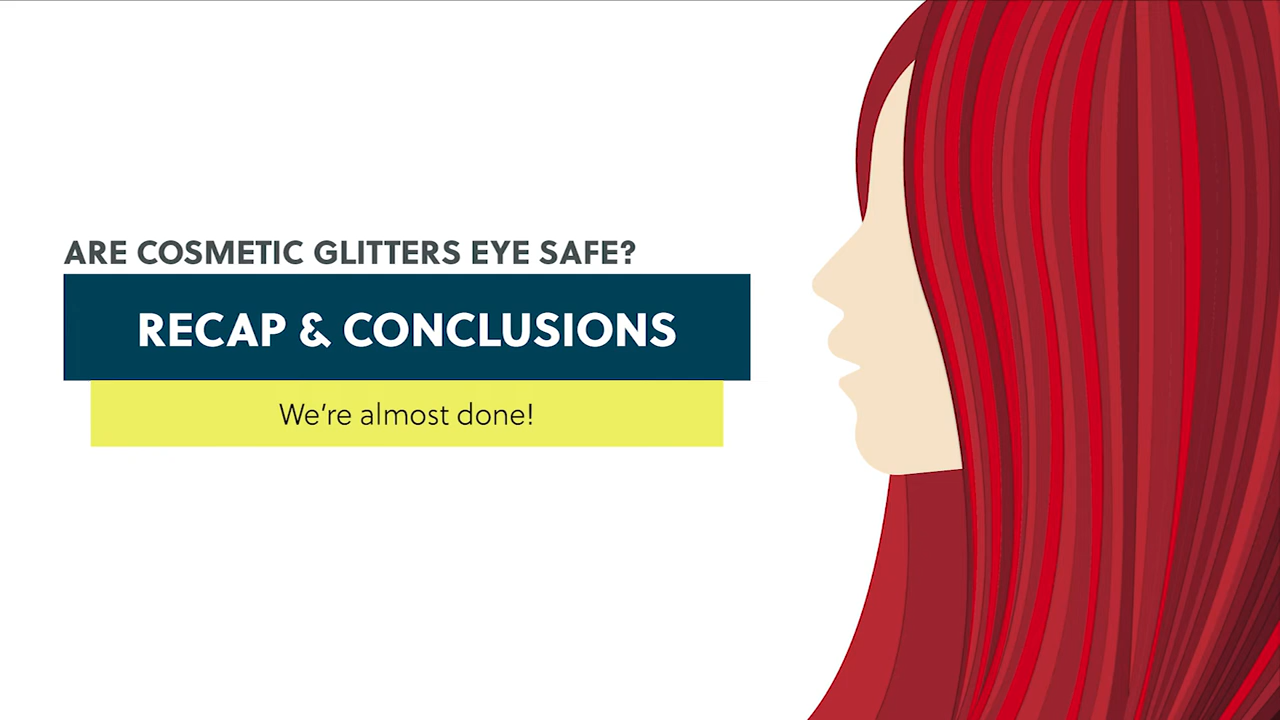 ARE COSMETIC GLITTERS EYE SAFE?
RECAP & CONCLUSIONS
We're almost done!